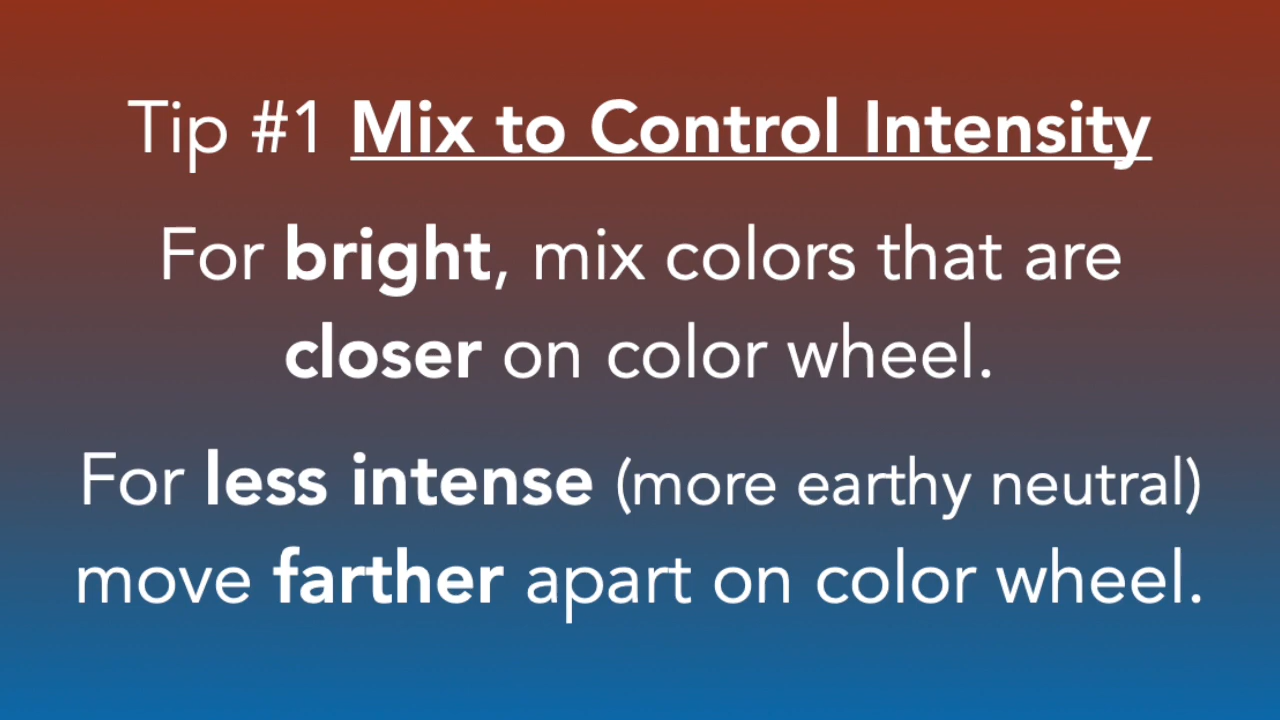 Tip #1 Mix to Control Intensity
For bright, mix colors that are
closer on color wheel.
For less intense (more earthy neutral)
move farther apart on color wheel.